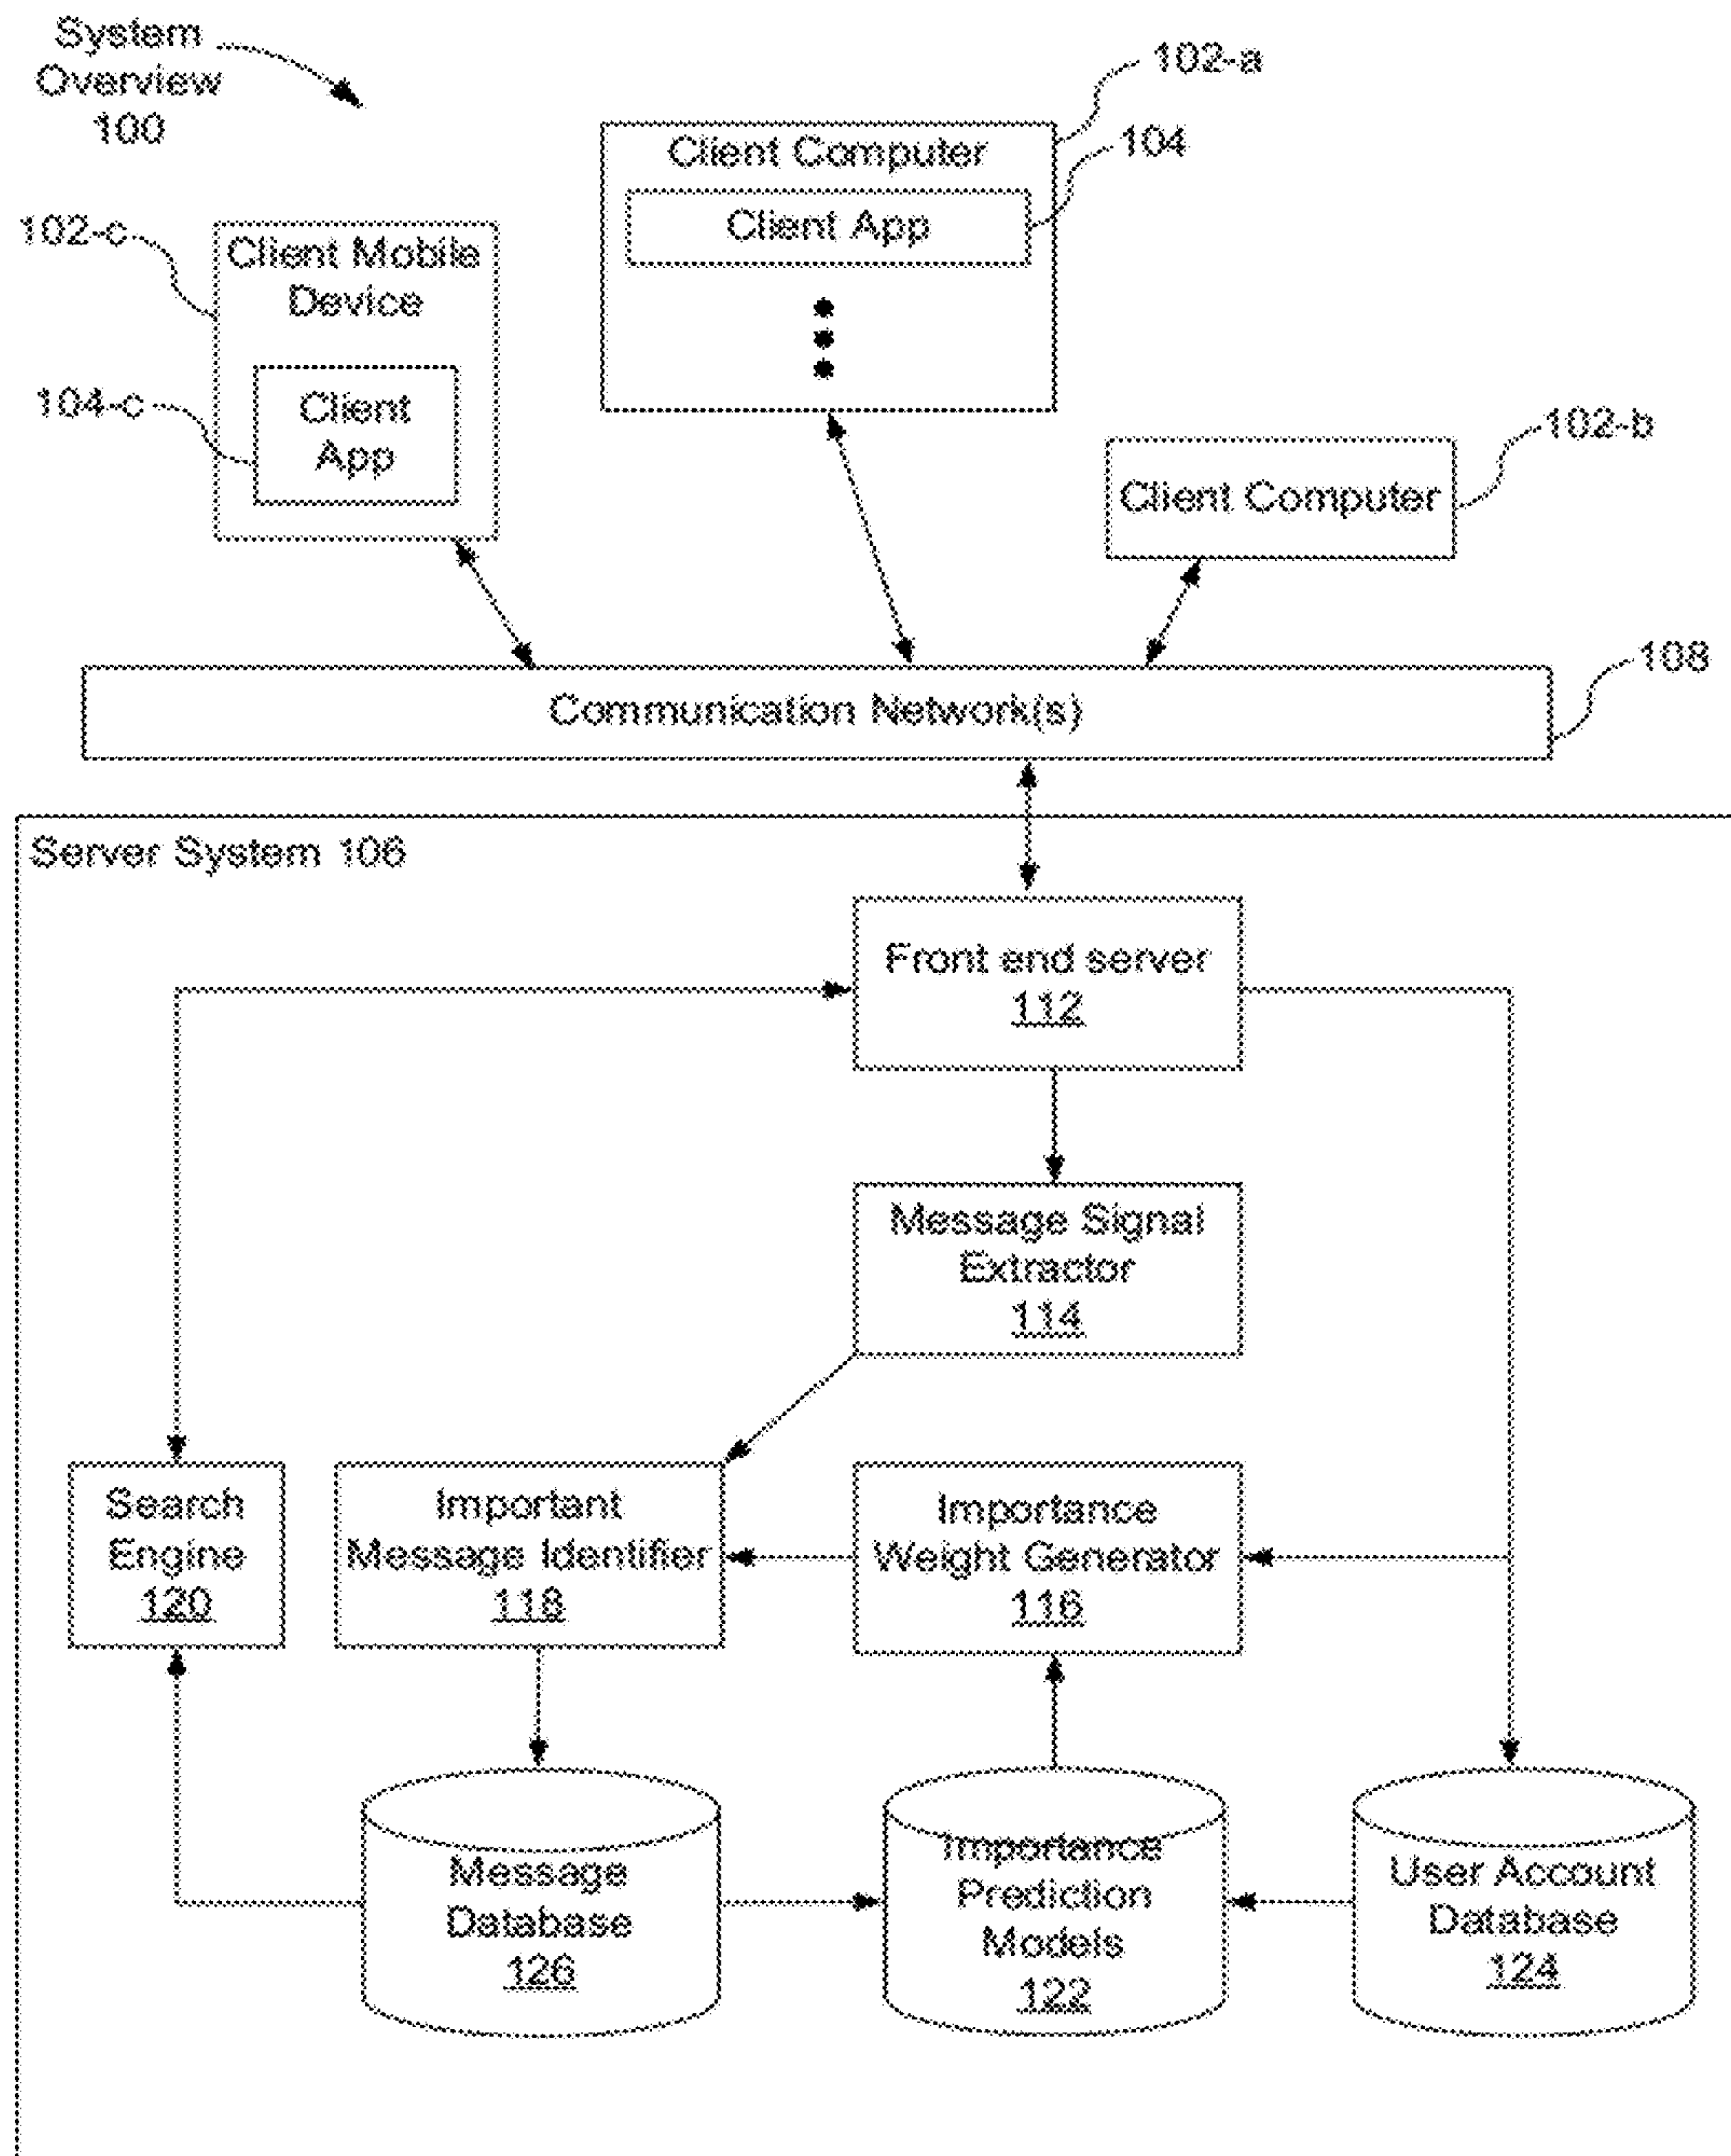 System
Overview
100
102-a
Client Computer
104
Client App
102-c
Client Mobile
Device
104-c
Client
App
102-b
Client Computer
108
Communication Network(s)
Server System 106
Front end server
112
Message Signal
Extractor
114
Search
Engine
120
Important
Message Identifier
118
Importance
Weight Generator
116
Message
Database
126
Importance
Prediction
Models
122
User Account
Database
124